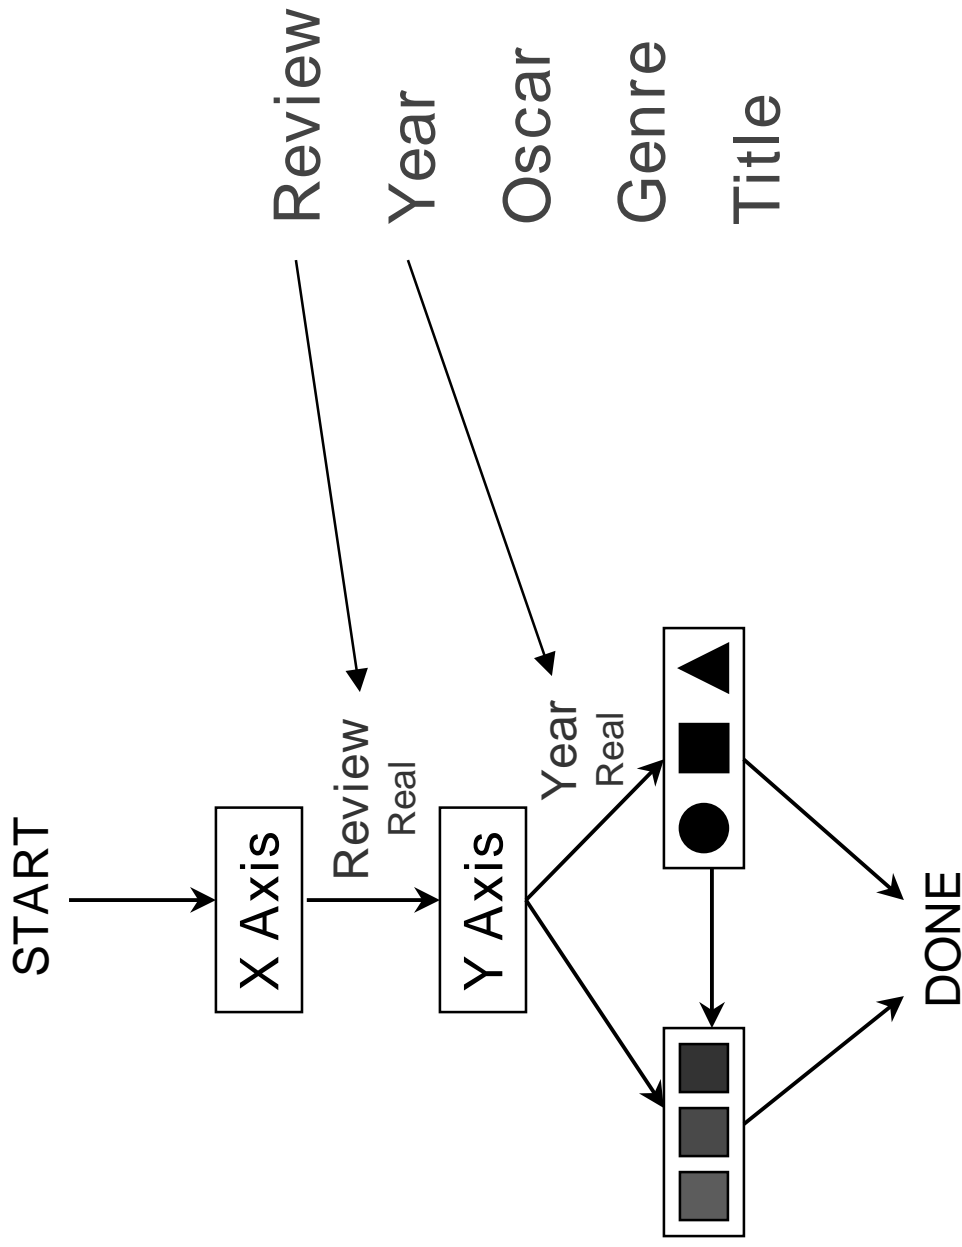 START
X Axis
Review
Real
Y Axis
Year
Real
DONE
Review
Year
Oscar
Genre
Title